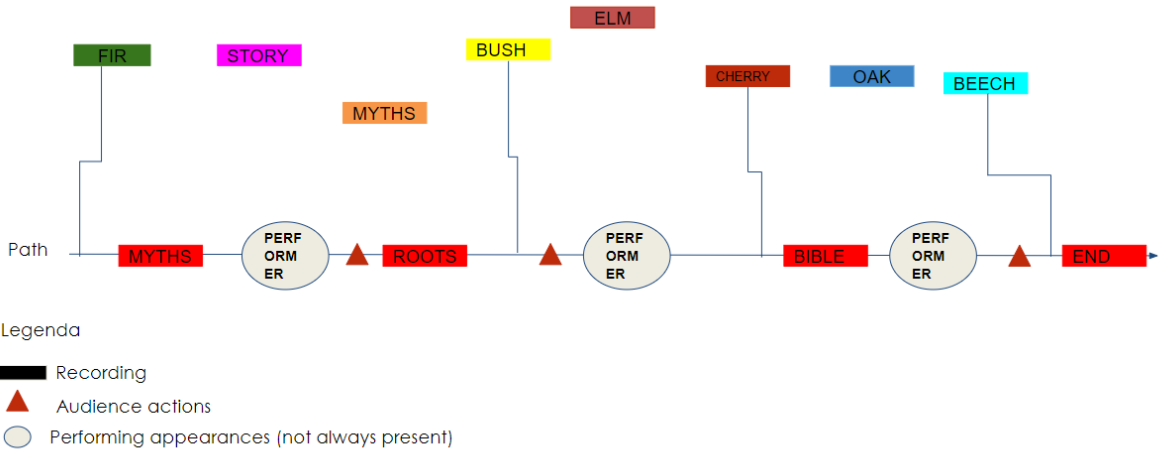 ELM
FIR
STORY
BUSH
CHERRY
OAK
BEECH
MYTHS
Path
MYTHS
PERF
ORM
ER
ROOTS
PERF
ORM
ER
BIBLE
PERF
ORM
ER
END
Legenda
Recording
Audience actions
Performing appearances (not always present)